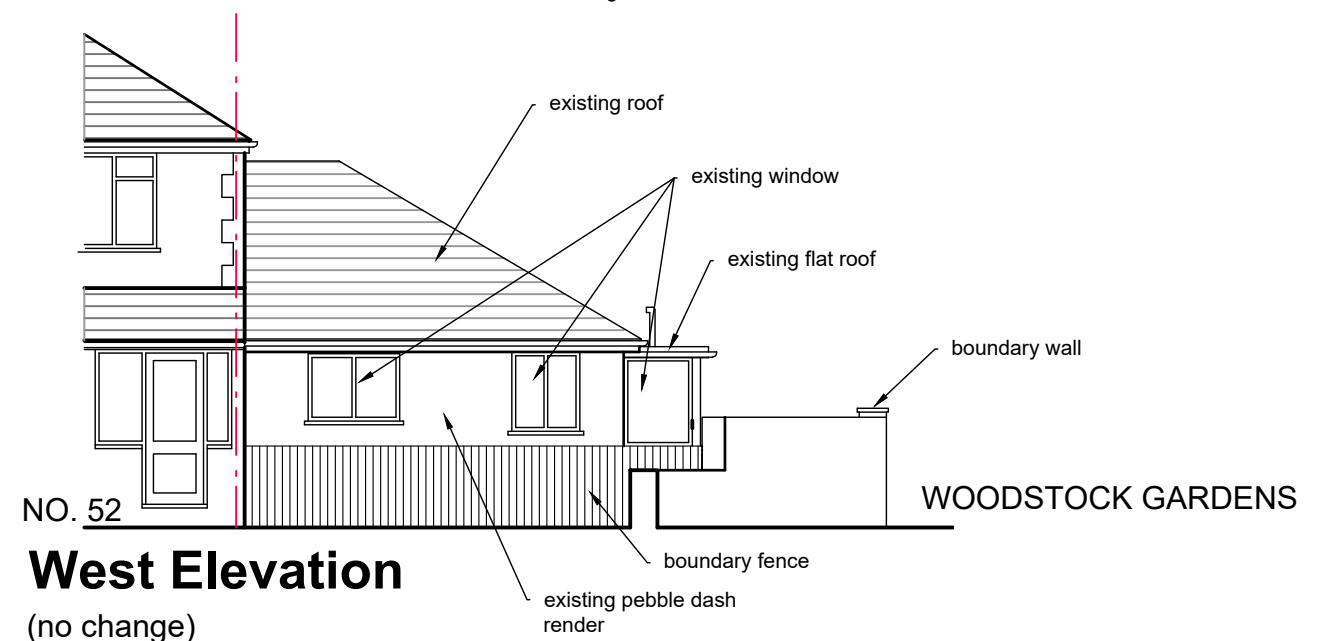 existing roof
existing window
existing flat roof
boundary wall
WOODSTOCK GARDENS
NO. 52
West Elevation
(no change)
boundary fence
existing pebble dash
render